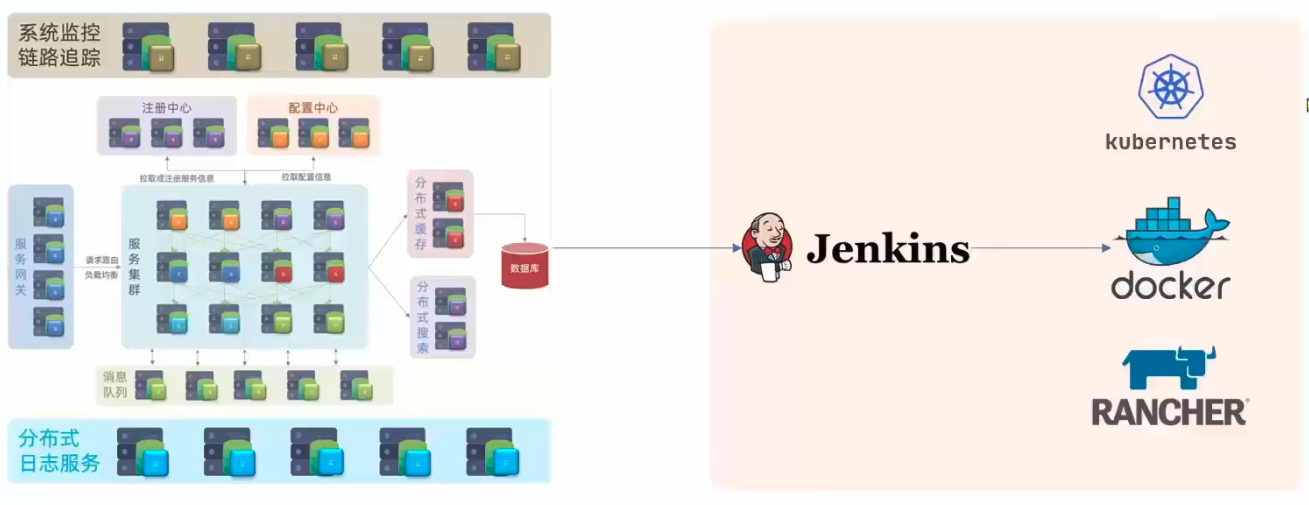 系统监控
链路追踪
注册中心
配置中心
拉取或注册服务信息
拉取配置信息
服务网关
请求路由
负载均衡
服务集群
分布式缓存
数据库
分布式搜索
消息
队列
分布式
日志服务
Jenkins
kubernetes
docker
RANCHER®